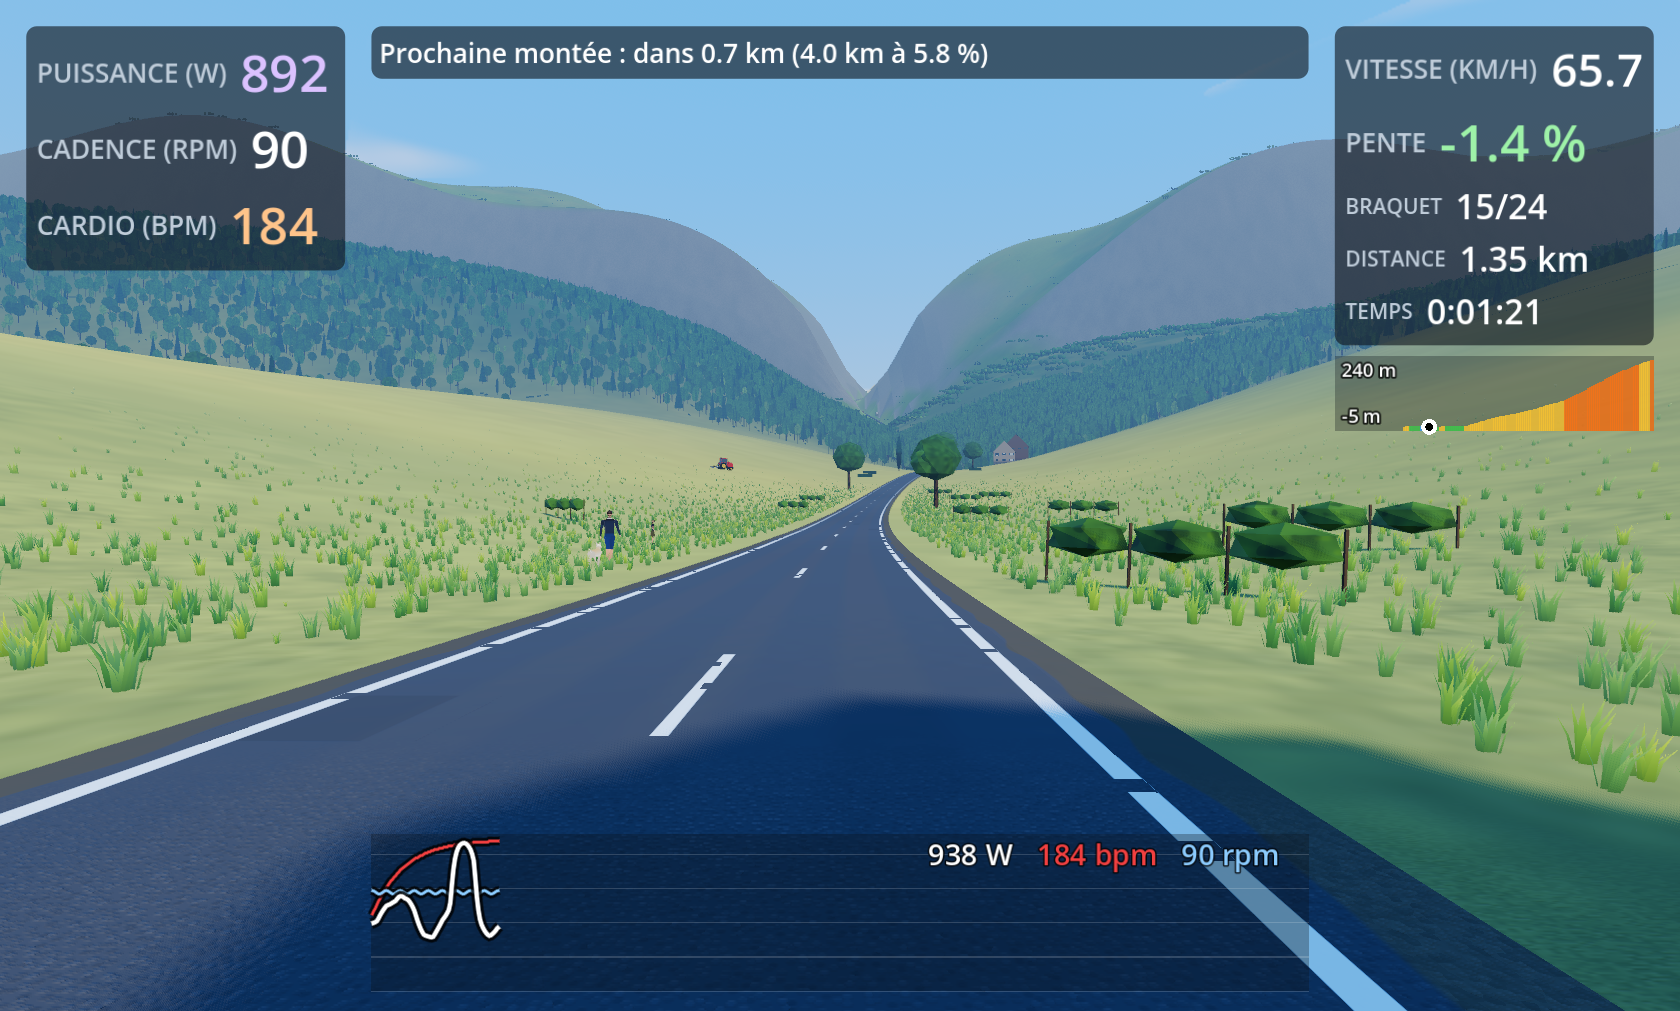 PUISSANCE (W) 892
CADENCE (RPM) 90
CARDIO (BPM) 184
Prochaine montée : dans 0.7 km (4.0 km à 5.8 %)
VITESSE (KM/H) 65.7
PENTE -1.4 %
BRAQUET 15/24
DISTANCE 1.35 km
TEMPS 0:01:21
240 m
-5 m
938 W 184 bpm 90 rpm